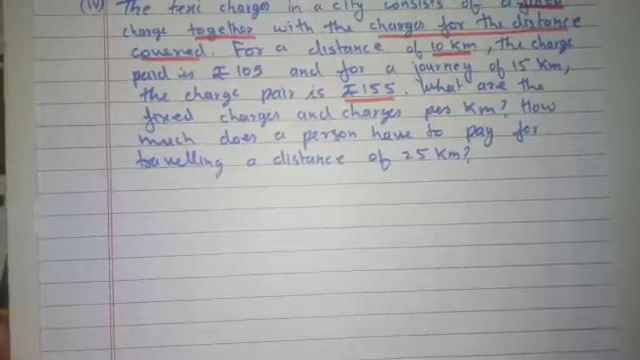 (iv) The taxi charges in a city consists of a fixed
charge together with the charges for the distance
covered. For a distance of 10 km, the charge
paid is ₹105 and for a journey of 15 km,
the charge pair is ₹155. What are the
fixed charges and charges per km? How
much does a person have to pay for
travelling a distance of 25 km?